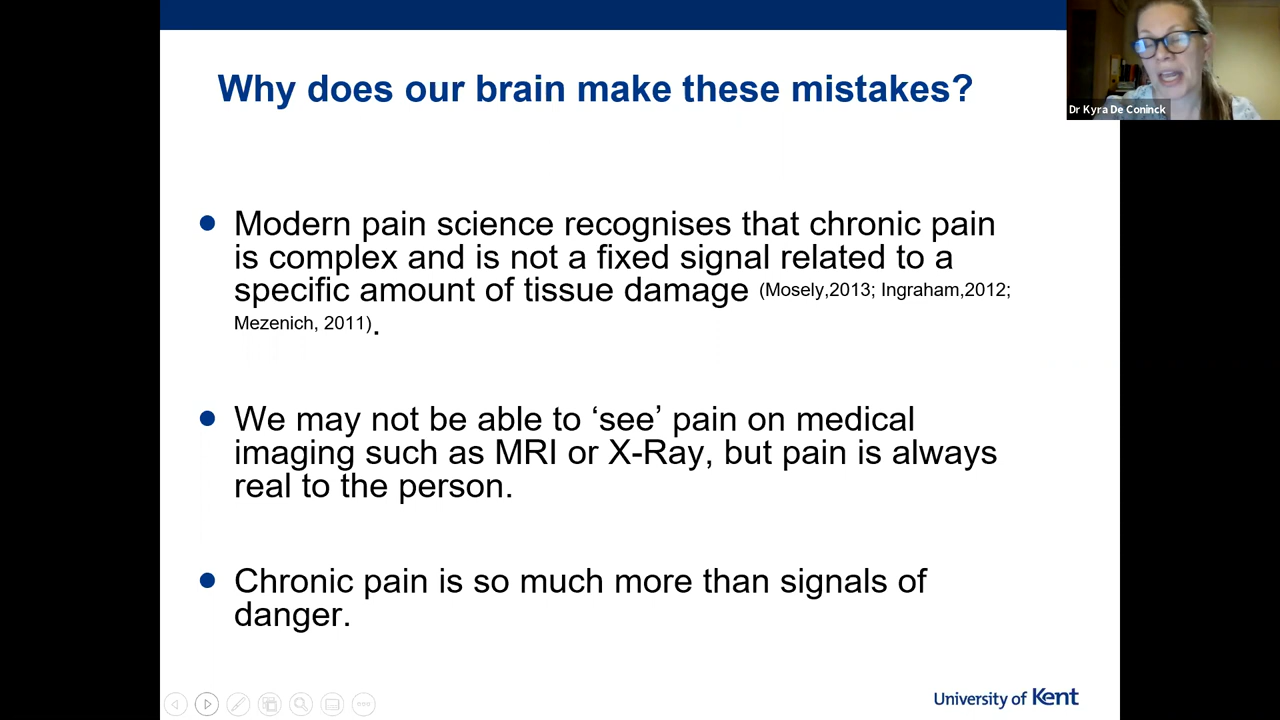 Why does our brain make these mistakes?
Dr Kyra De Coninck
● Modern pain science recognises that chronic pain
is complex and is not a fixed signal related to a
specific amount of tissue damage (Mosely,2013; Ingraham,2012;
Mezenich, 2011).
● We may not be able to ‘see’ pain on medical
imaging such as MRI or X-Ray, but pain is always
real to the person.
● Chronic pain is so much more than signals of
danger.
University of Kent